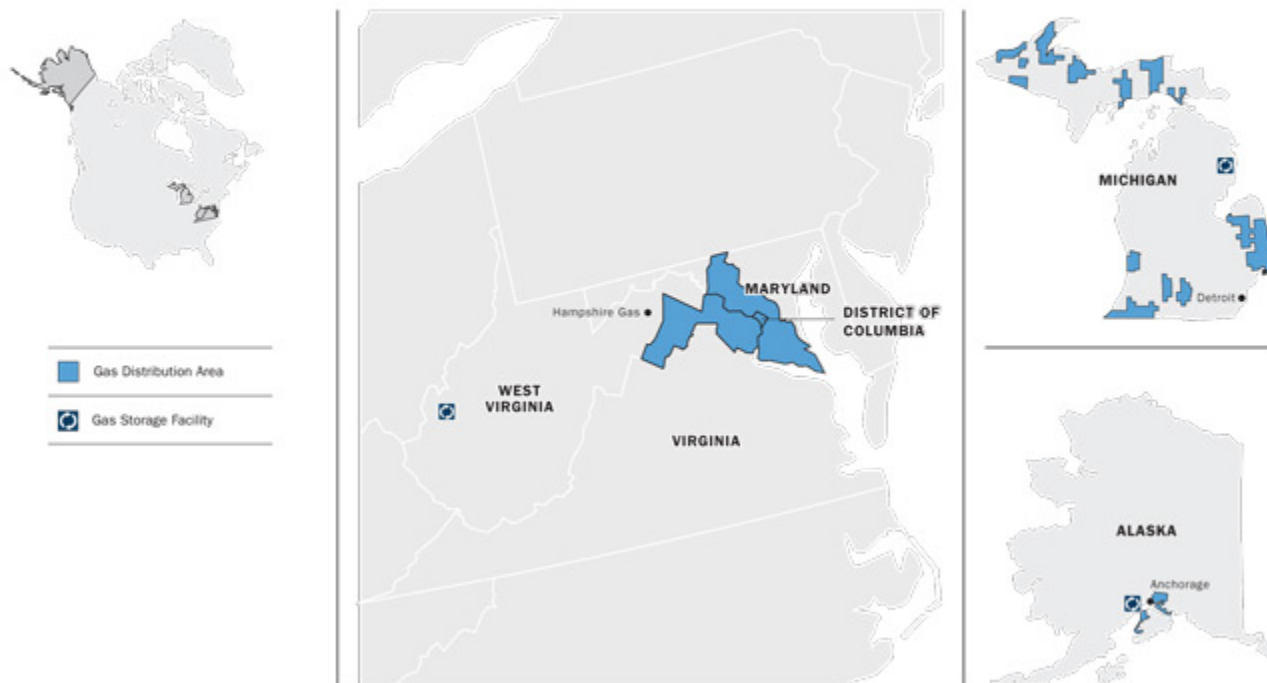 Gas Distribution Area
Gas Storage Facility
Hampshire Gas
MARYLAND
DISTRICT OF
COLUMBIA
WEST
VIRGINIA
VIRGINIA
MICHIGAN
Detroit
ALASKA
Anchorage